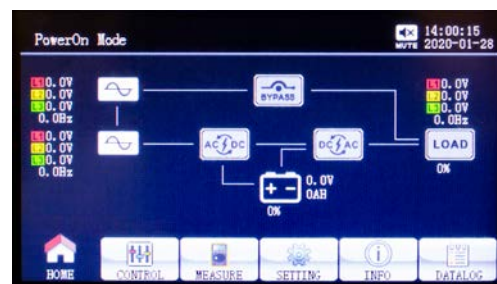 PowerOn Mode
MUTE
14:00:15
2020-01-28
L1 0.0V
L2 0.0V
L3 0.0V
0.0Hz
BYPASS
L1 0.0V
L2 0.0V
L3 0.0V
0.0Hz
L1 0.0V
L2 0.0V
L3 0.0V
0.0Hz
AC DC
DC AC
LOAD
0%
+ -
0.0V
0AH
0%
HOME
CONTROL
MEASURE
SETTING
INFO
DATALOG